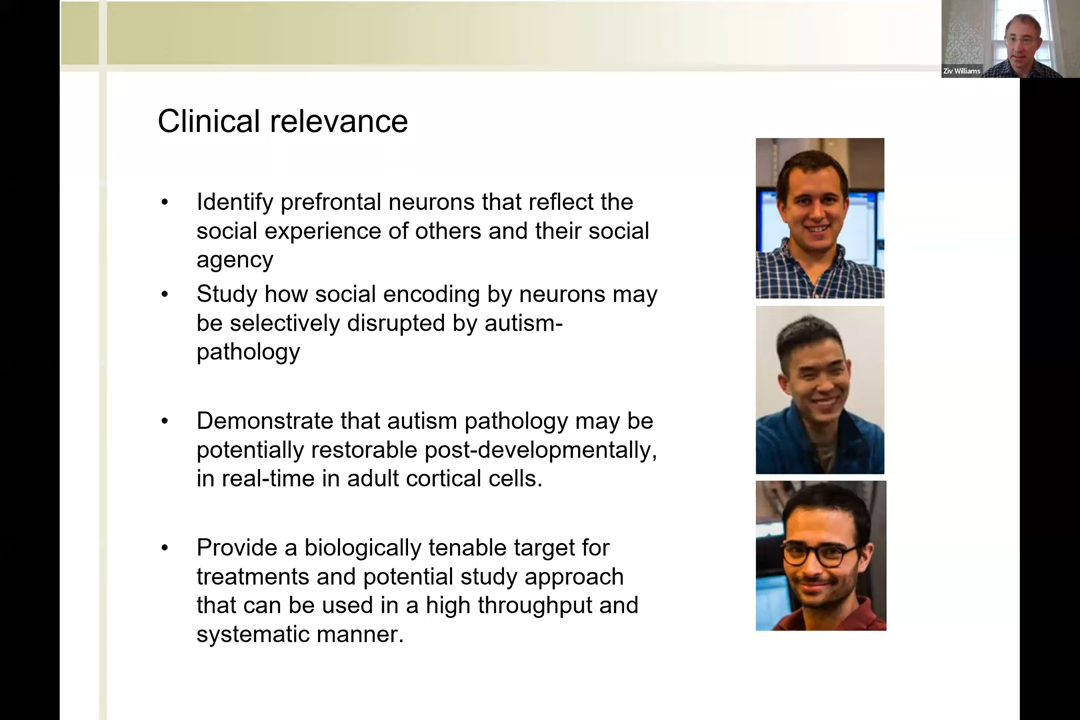 Ziv Williams
Clinical relevance
• Identify prefrontal neurons that reflect the
social experience of others and their social
agency
• Study how social encoding by neurons may
be selectively disrupted by autism-
pathology
• Demonstrate that autism pathology may be
potentially restorable post-developmentally,
in real-time in adult cortical cells.
• Provide a biologically tenable target for
treatments and potential study approach
that can be used in a high throughput and
systematic manner.